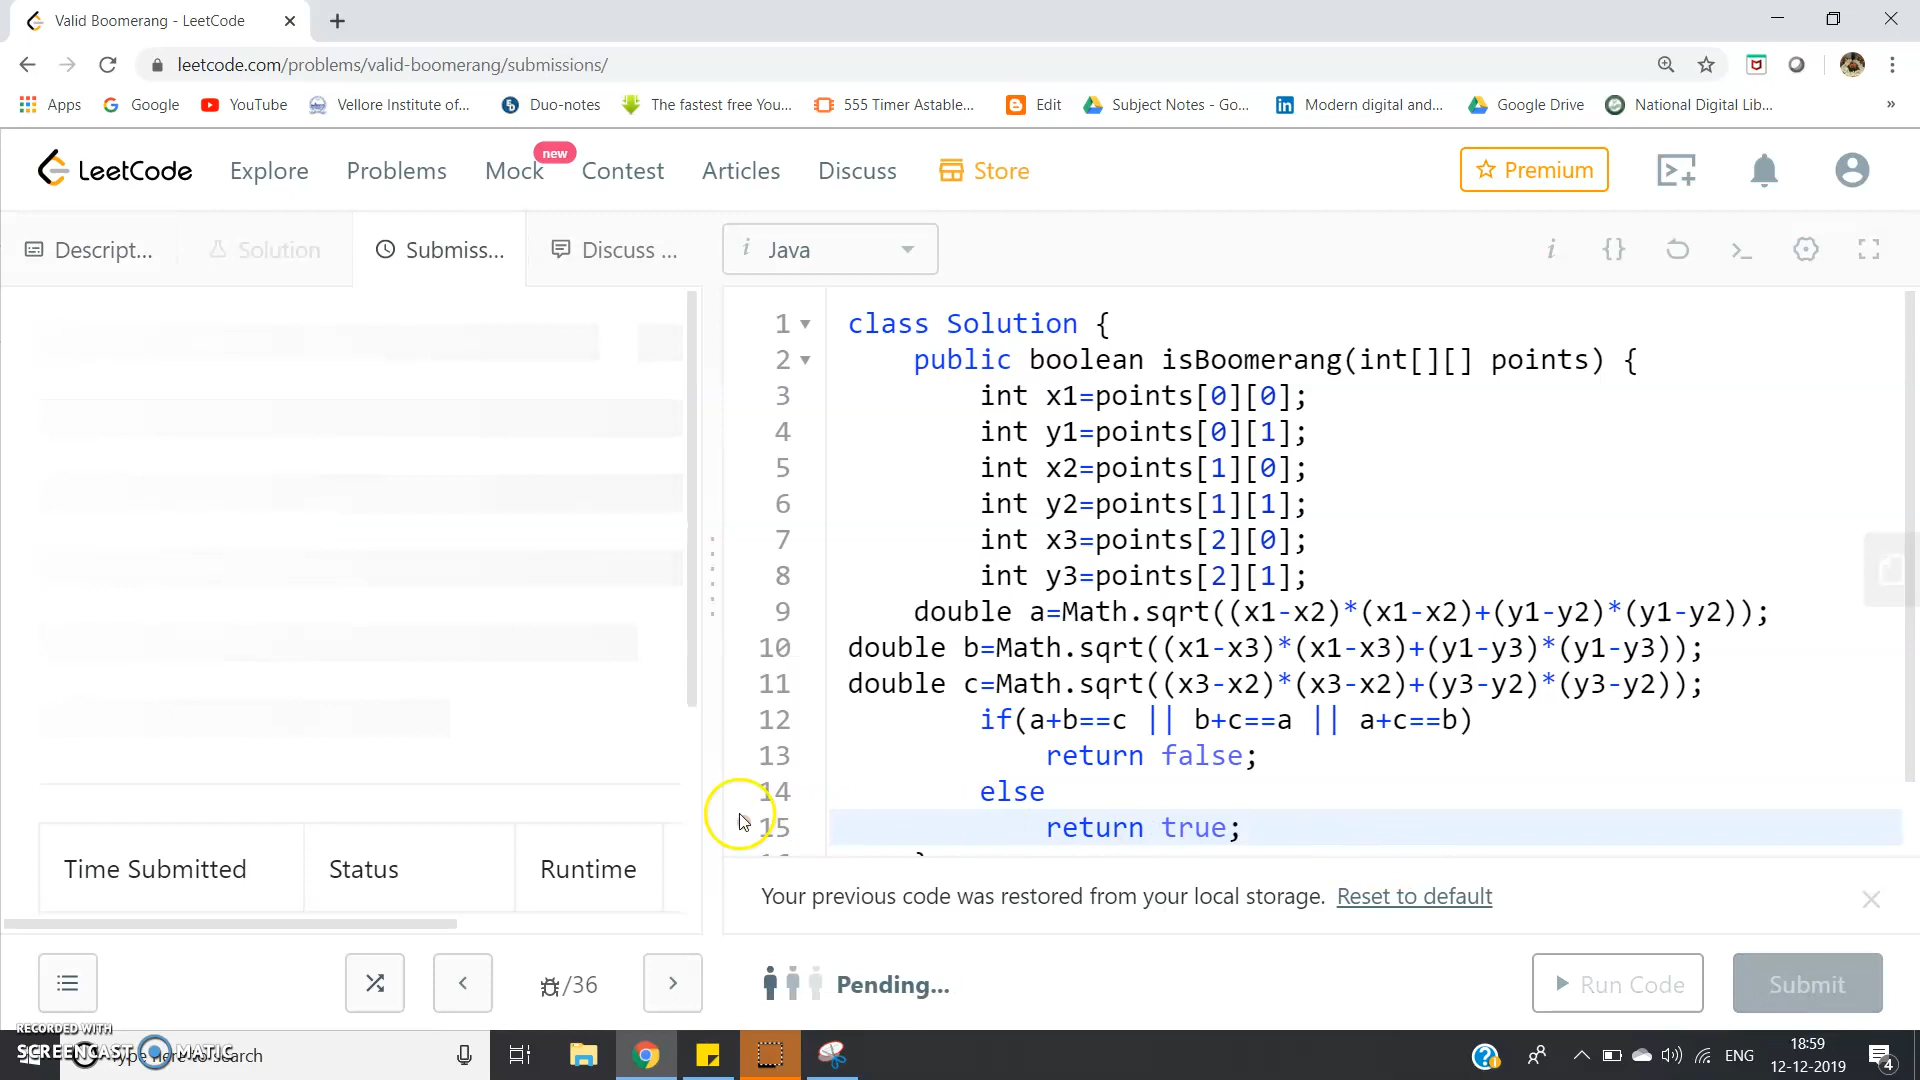 Valid Boomerang - LeetCode
leetcode.com/problems/valid-boomerang/submissions/
Apps Google YouTube Vellore Institute of... Duo-notes The fastest free You... 555 Timer Astable... Edit Subject Notes - Go... Modern digital and... Google Drive National Digital Lib... »
LeetCode Explore Problems Mock new Contest Articles Discuss Store Premium
Descript... Solution Submiss... Discuss ... i Java
1 class Solution {
2 public boolean isBoomerang(int[][] points) {
3 int x1=points[0][0];
4 int y1=points[0][1];
5 int x2=points[1][0];
6 int y2=points[1][1];
7 int x3=points[2][0];
8 int y3=points[2][1];
9 double a=Math.sqrt((x1-x2)*(x1-x2)+(y1-y2)*(y1-y2));
10 double b=Math.sqrt((x1-x3)*(x1-x3)+(y1-y3)*(y1-y3));
11 double c=Math.sqrt((x3-x2)*(x3-x2)+(y3-y2)*(y3-y2));
12 if(a+b==c || b+c==a || a+c==b)
13 return false;
14 else
15 return true;
Time Submitted Status Runtime
Your previous code was restored from your local storage. Reset to default
/36 Pending... Run Code Submit
RECORDED WITH
SCREENCAST MATIC
Type here to search
ENG 18:59
12-12-2019 4